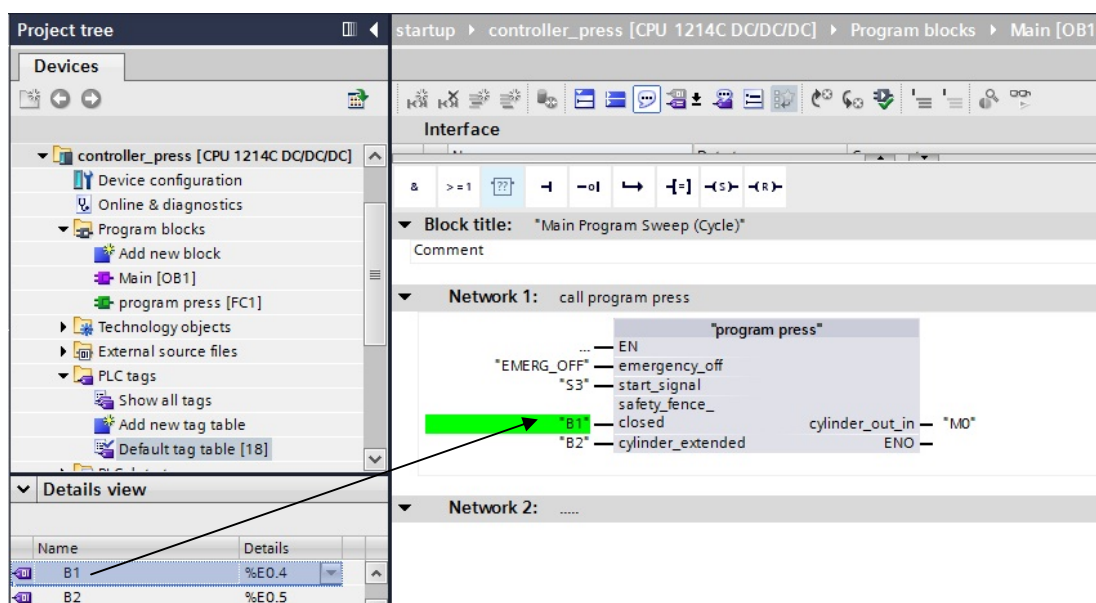 Project tree
startup ▸ controller_press [CPU 1214C DC/DC/DC] ▸ Program blocks ▸ Main [OB1
Devices
Interface
controller_press [CPU 1214C DC/DC/DC]
Device configuration
Online & diagnostics
Program blocks
Add new block
Main [OB1]
program press [FC1]
Technology objects
External source files
PLC tags
Show all tags
Add new tag table
Default tag table [18]
& >=1 ?? -| -o| -[=] -(S)- -(R)-
Block title: "Main Program Sweep (Cycle)"
Comment
Network 1: call program press
"program press"
... EN
"EMERG_OFF" emergency_off
"S3" start_signal
safety_fence_
"B1" closed cylinder_out_in "M0"
"B2" cylinder_extended ENO
Network 2: .....
Details view
Name Details
B1 %E0.4
B2 %E0.5